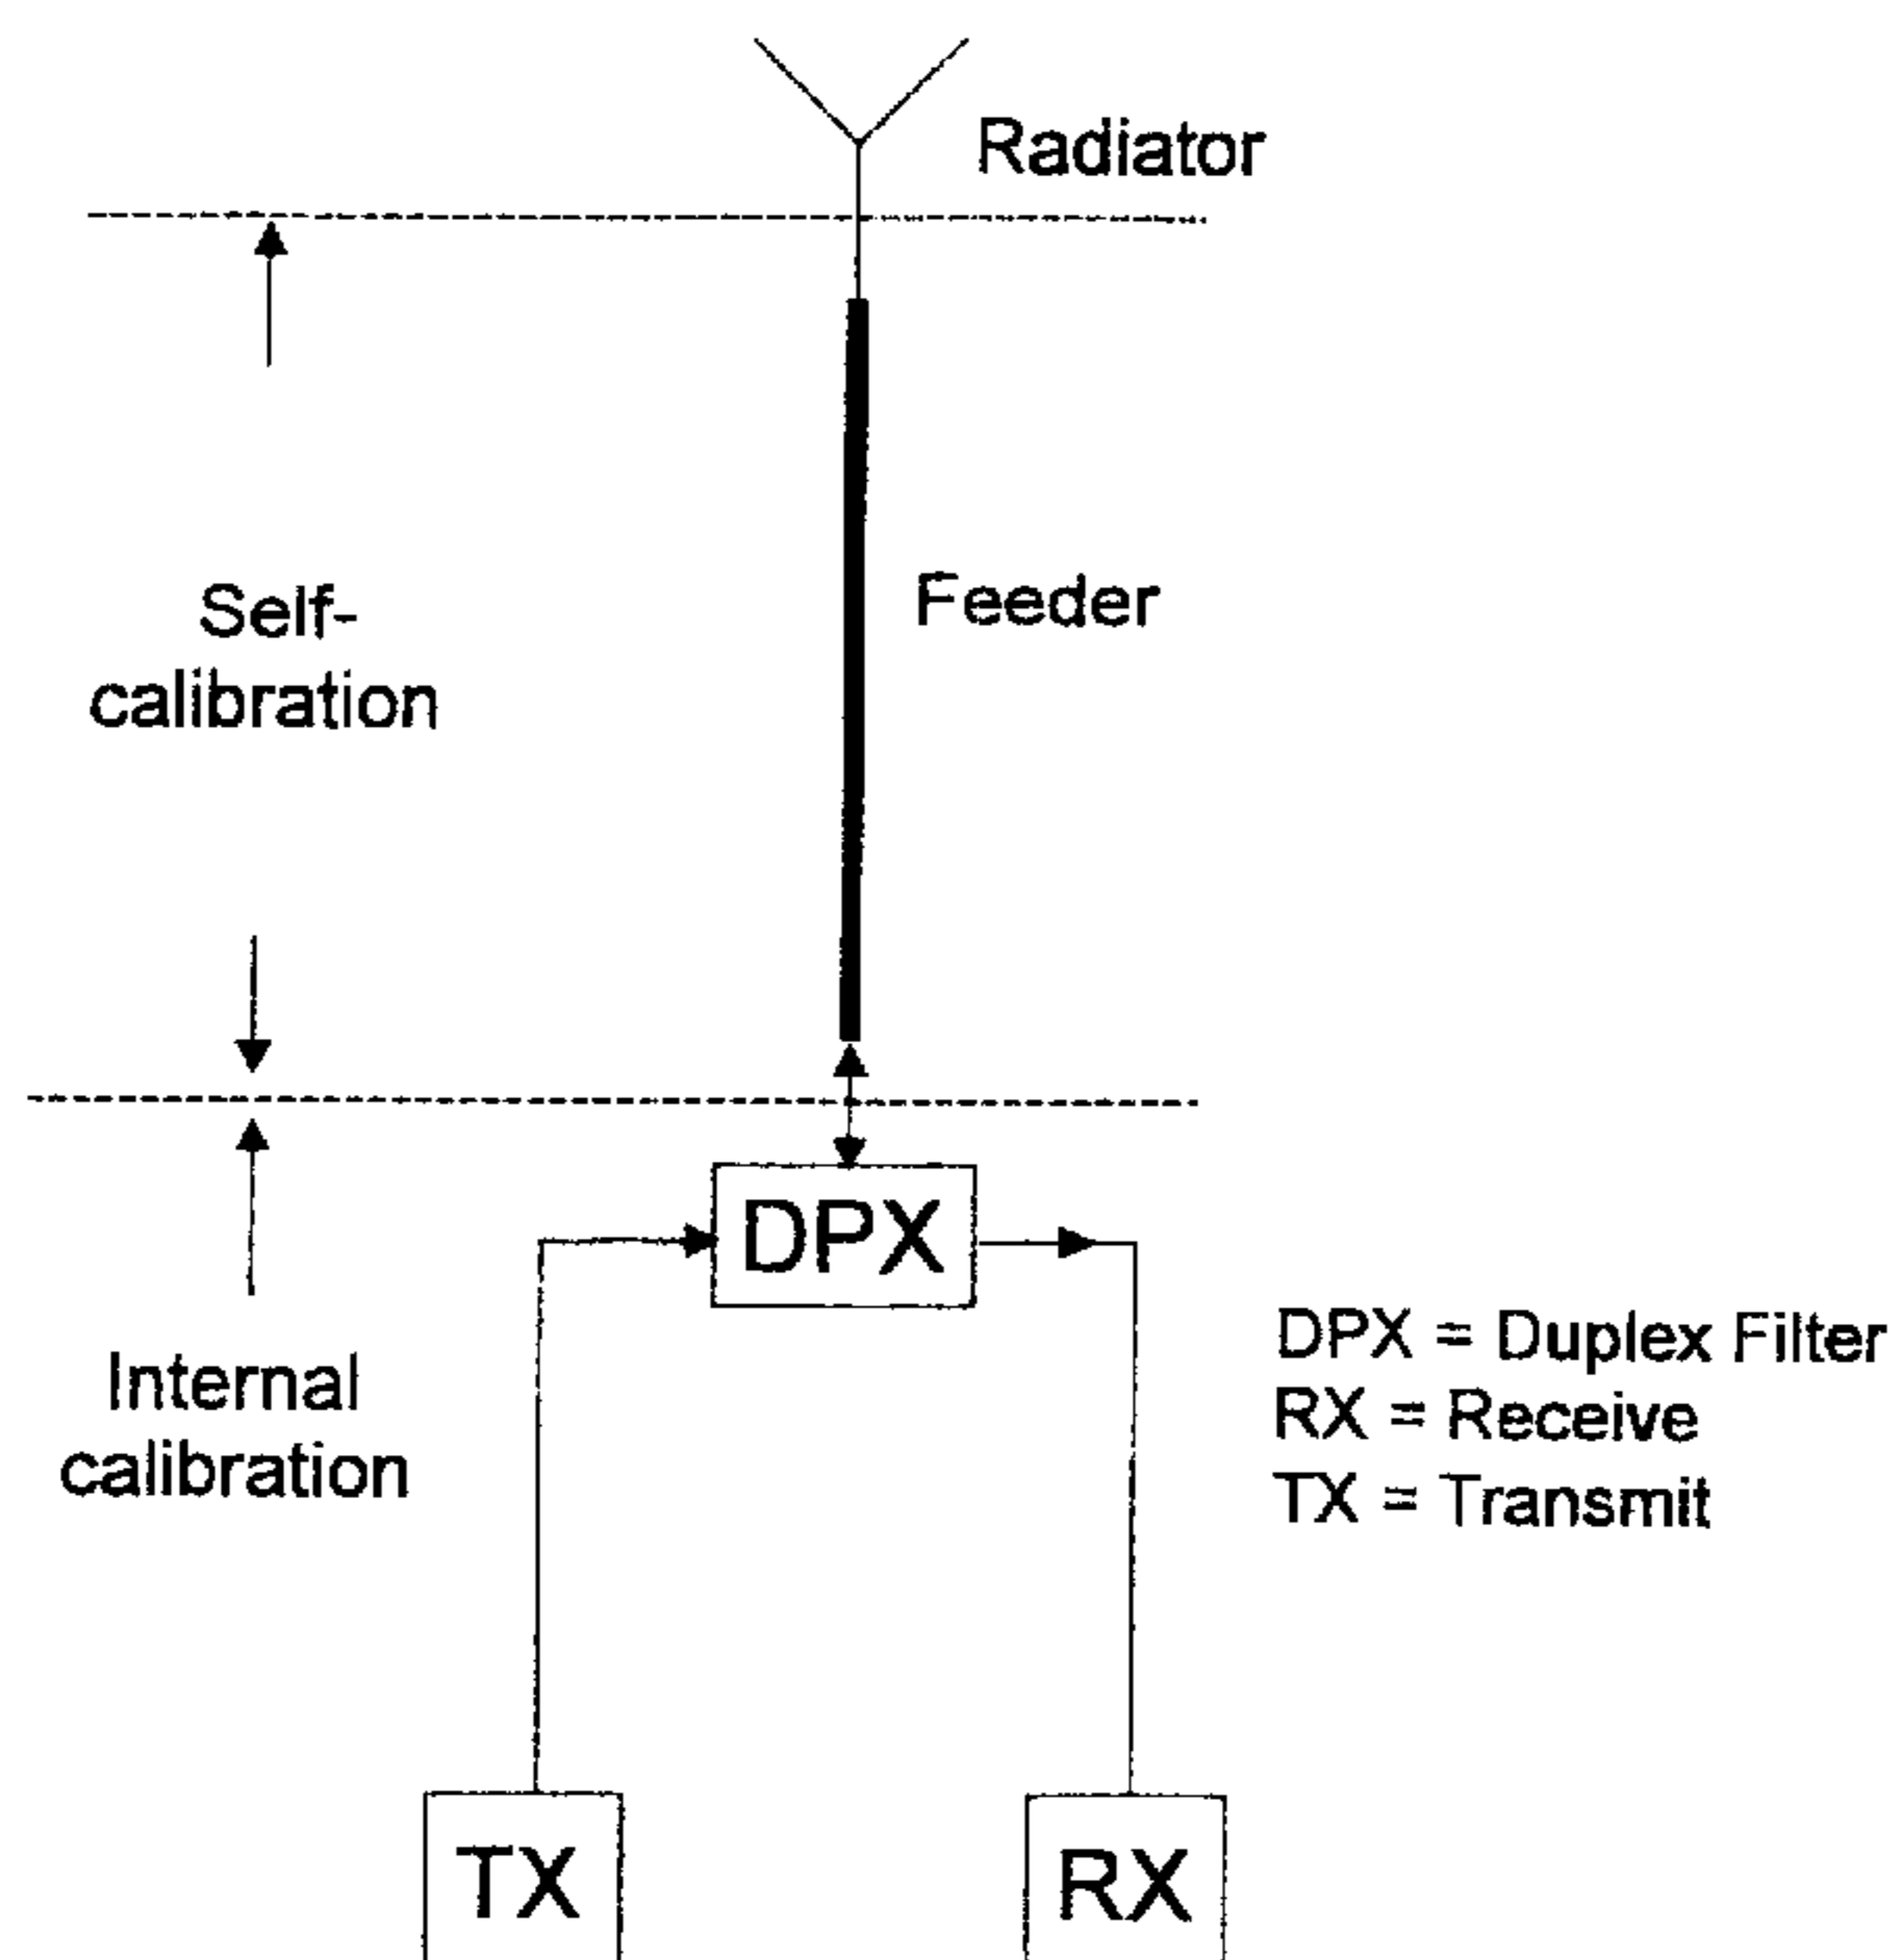 Radiator
Self-
calibration
Feeder
DPX
Internal
calibration
DPX = Duplex Filter
RX = Receive
TX = Transmit
TX
RX